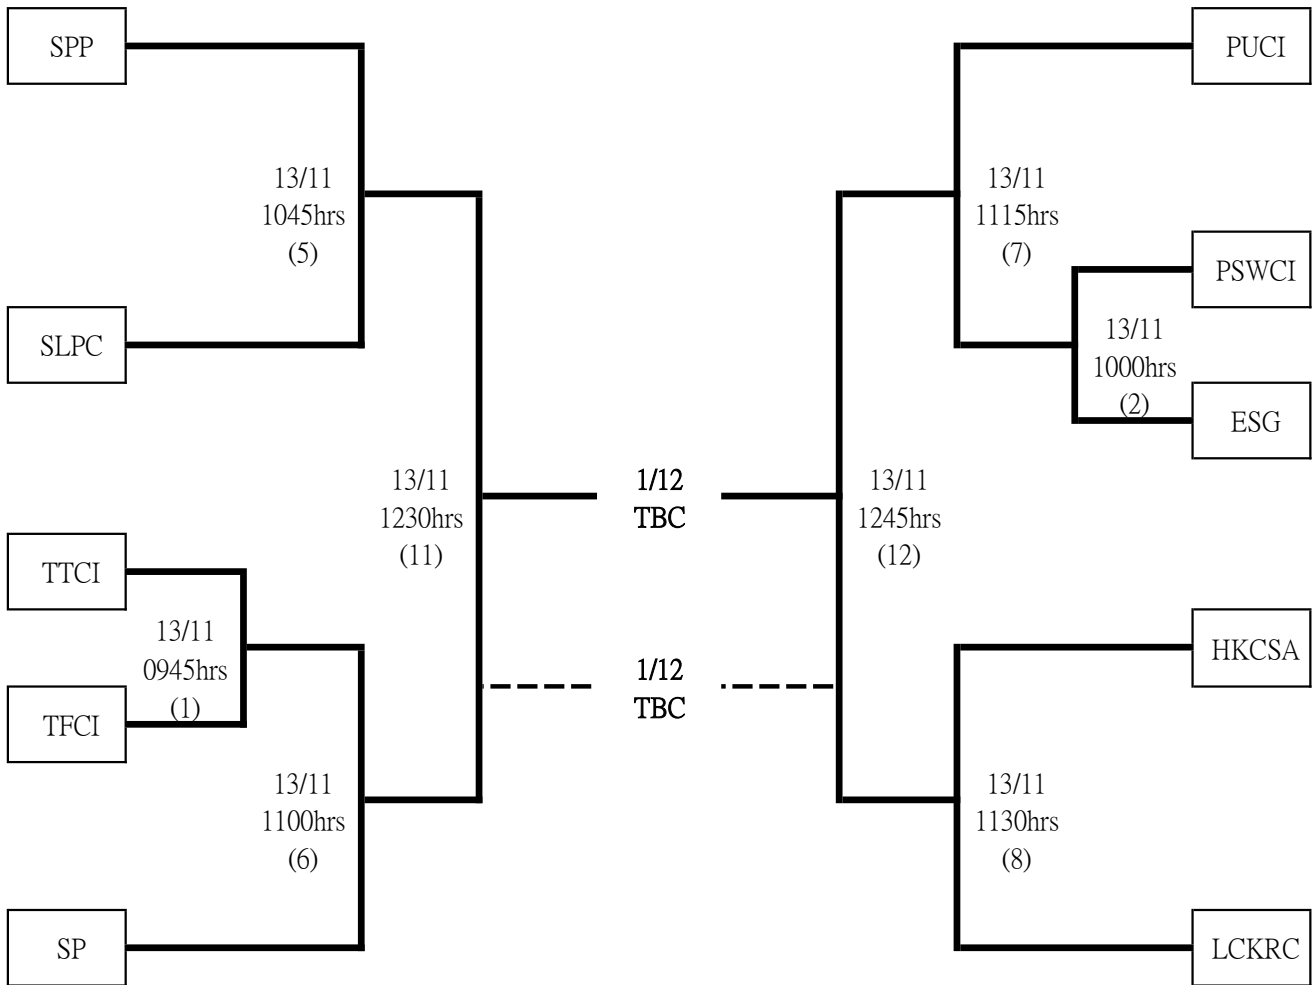 SPP
PUCI
13/11
1045hrs
(5)
13/11
1115hrs
(7)
PSWCI
SLPC
13/11
1000hrs
(2)
ESG
13/11
1230hrs
(11)
1/12
TBC
13/11
1245hrs
(12)
TTCI
13/11
0945hrs
(1)
TFCI
1/12
TBC
HKCSA
13/11
1100hrs
(6)
13/11
1130hrs
(8)
SP
LCKRC